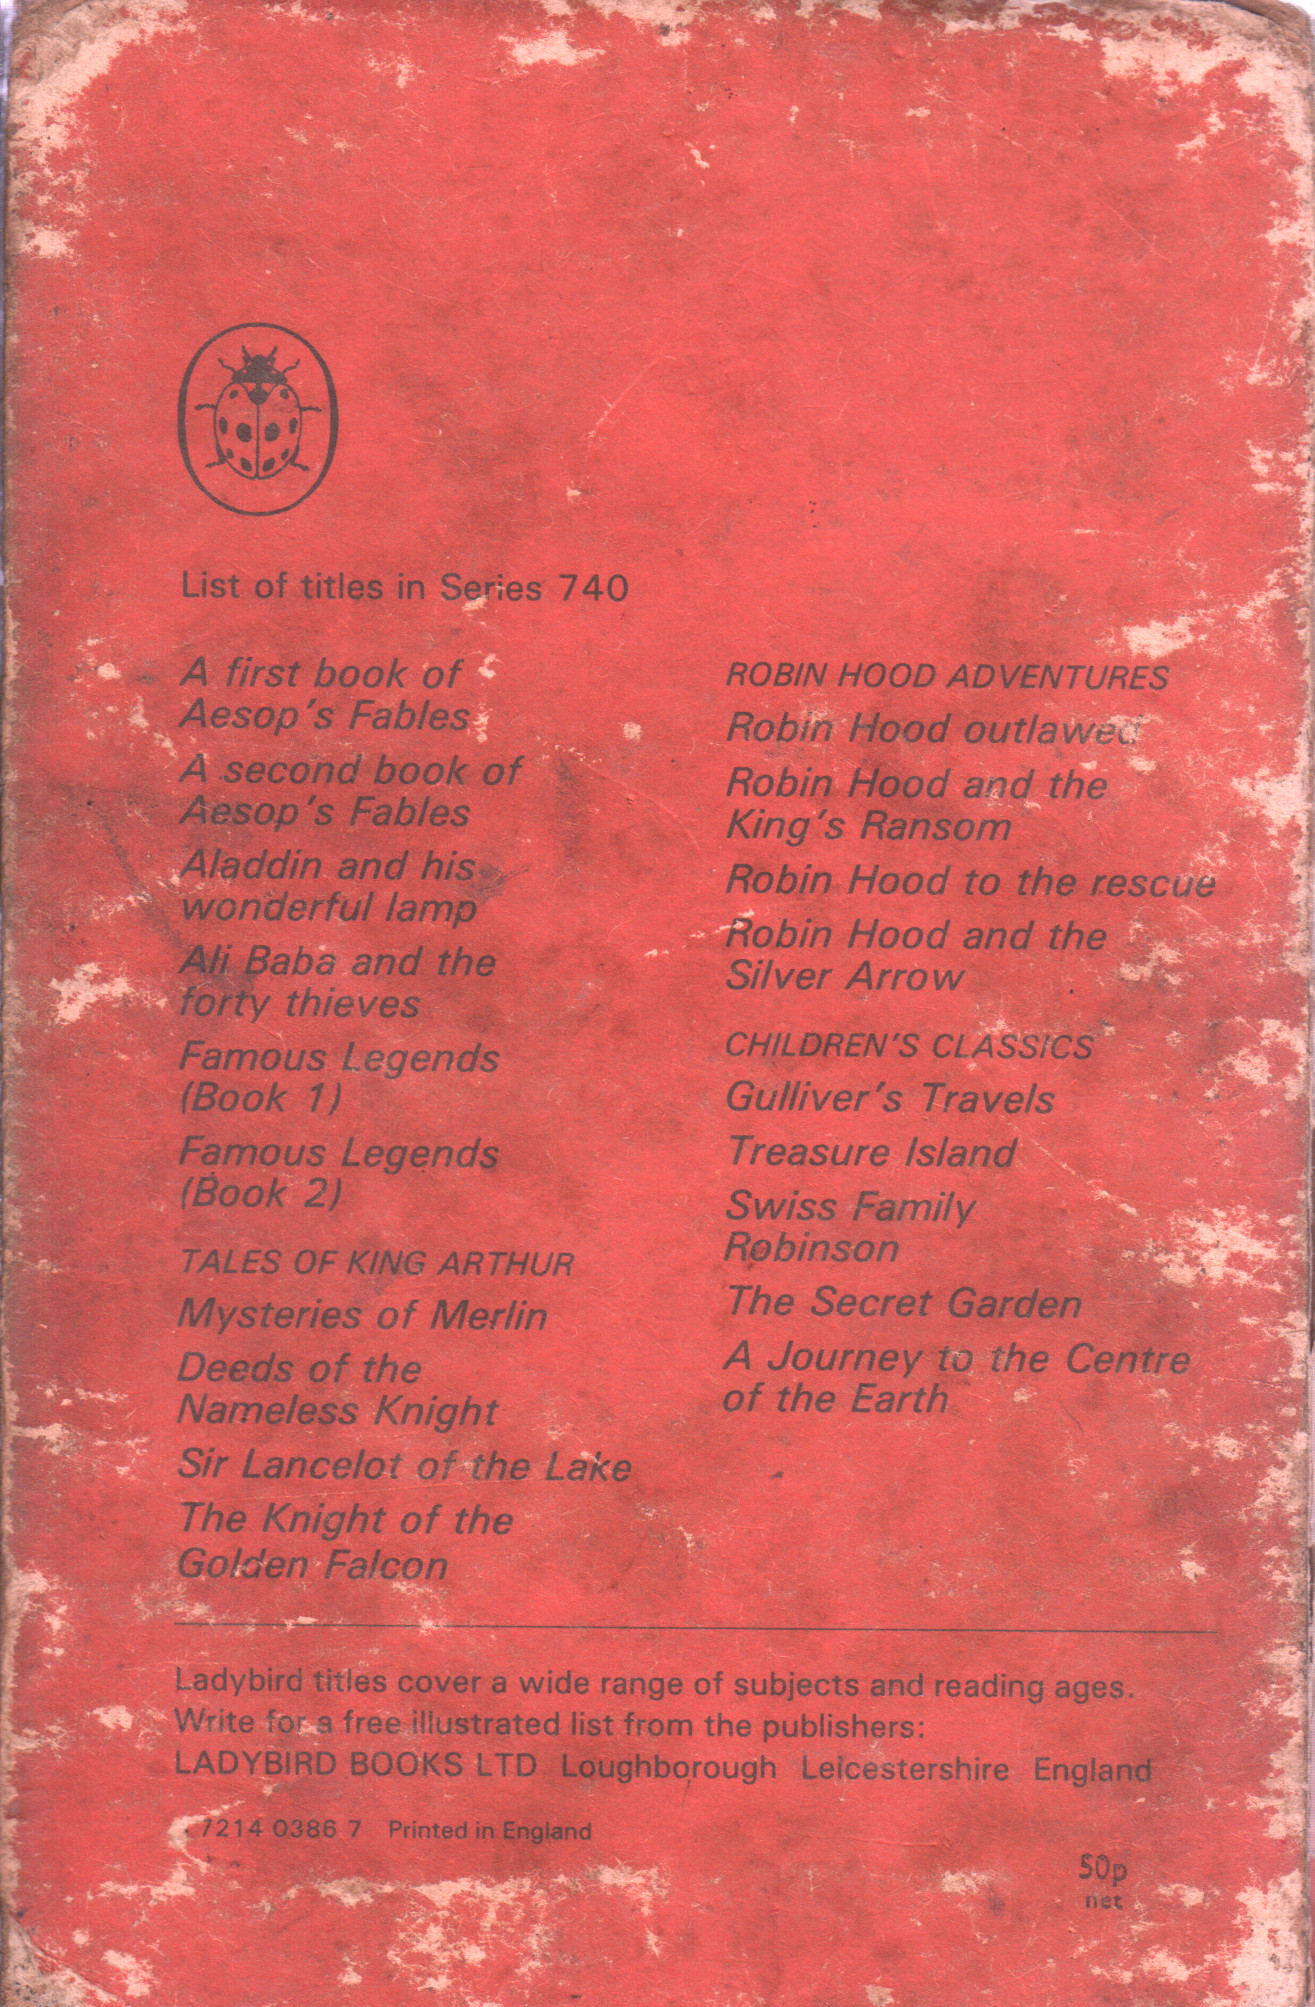 List of titles in Series 740
A first book of
Aesop's Fables
A second book of
Aesop's Fables
Aladdin and his
wonderful lamp
Ali Baba and the
forty thieves
Famous Legends
(Book 1)
Famous Legends
(Book 2)
TALES OF KING ARTHUR
Mysteries of Merlin
Deeds of the
Nameless Knight
Sir Lancelot of the Lake
The Knight of the
Golden Falcon
ROBIN HOOD ADVENTURES
Robin Hood outlawed
Robin Hood and the
King's Ransom
Robin Hood to the rescue
Robin Hood and the
Silver Arrow
CHILDREN'S CLASSICS
Gulliver's Travels
Treasure Island
Swiss Family
Robinson
The Secret Garden
A Journey to the Centre
of the Earth
Ladybird titles cover a wide range of subjects and reading ages.
Write for a free illustrated list from the publishers:
LADYBIRD BOOKS LTD Loughborough Leicestershire England
7214 0386 7 Printed in England
50p
net